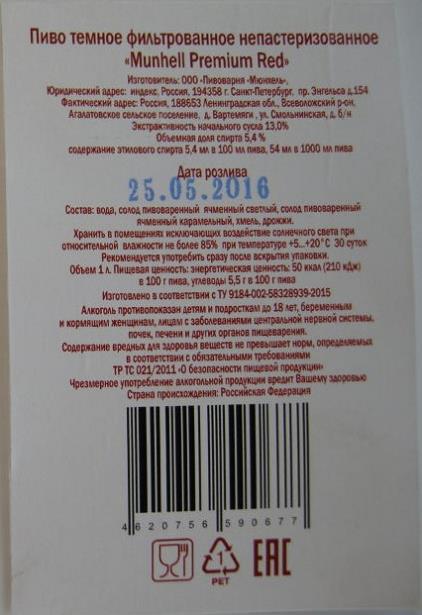 Пиво темное фильтрованное непастеризованное
«Munhell Premium Red»
Изготовитель: ООО «Пивоварня «Мюнхель»,
Юридический адрес: индекс, Россия, 194358 г. Санкт-Петербург, пр. Энгельса д.154
Фактический адрес: Россия, 188653 Ленинградская обл., Всеволожский р-он,
Агалатовское сельское поселение, д. Вартемяги , ул. Смольнинская, д. б/н
Экстрактивность начального сусла 13,0%
Объемная доля спирта 5,4 %
содержание этилового спирта 5,4 мл в 100 мл пива, 54 мл в 1000 мл пива
Дата розлива
25.05.2016
Состав: вода, солод пивоваренный ячменный светлый, солод пивоваренный
ячменный карамельный, хмель, дрожжи.
Хранить в помещениях исключающих воздействие солнечного света при
относительной влажности не более 85% при температуре +5...+20°С 30 суток
Рекомендуется употребить сразу после вскрытия упаковки.
Объем 1 л. Пищевая ценность: энергетическая ценность: 50 ккал (210 кДж)
в 100 г пива, углеводы 5,5 г в 100 г пива
Изготовлено в соответствии с ТУ 9184-002-58328939-2015
Алкоголь противопоказан детям и подросткам до 18 лет, беременным
и кормящим женщинам, лицам с заболеваниями центральной нервной системы,
почек, печени и других органов пищеварения.
Содержание вредных для здоровья веществ не превышает норм, определяемых
в соответствии с обязательными требованиями
ТР ТС 021/2011 «О безопасности пищевой продукции»
Чрезмерное употребление алкогольной продукции вредит Вашему здоровью
Страна происхождения: Российская Федерация
4 620756 590677
1 EAC
PET